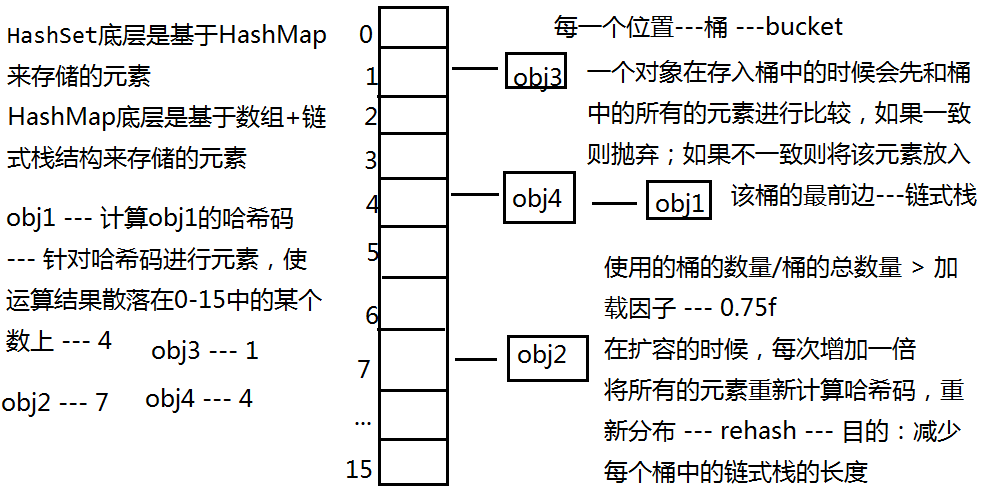 HashSet底层是基于HashMap
来存储的元素
HashMap底层是基于数组+链
式栈结构来存储的元素
obj1 --- 计算obj1的哈希码
--- 针对哈希码进行元素，使
运算结果散落在0-15中的某个
数上 --- 4
obj3 --- 1
obj2 --- 7
obj4 --- 4
0
1
2
3
4
5
6
7
...
15
obj3
obj4
obj1
obj2
每一个位置---桶 ---bucket
一个对象在存入桶中的时候会先和桶
中的所有的元素进行比较，如果一致
则抛弃；如果不一致则将该元素放入
该桶的最前边---链式栈
使用的桶的数量/桶的总数量 > 加
载因子 --- 0.75f
在扩容的时候，每次增加一倍
将所有的元素重新计算哈希码，重
新分布 --- rehash --- 目的：减少
每个桶中的链式栈的长度